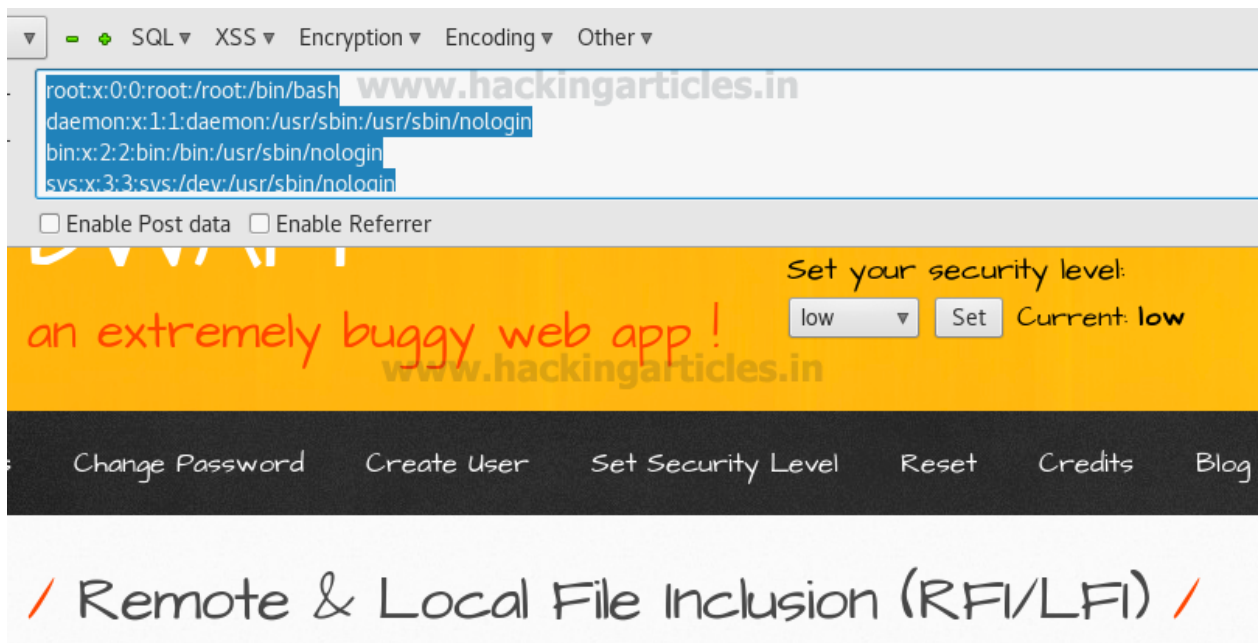 SQL XSS Encryption Encoding Other
root:x:0:0:root:/root:/bin/bash www.hackingarticles.in
daemon:x:1:1:daemon:/usr/sbin:/usr/sbin/nologin
bin:x:2:2:bin:/bin:/usr/sbin/nologin
sys:x:3:3:sys:/dev:/usr/sbin/nologin
Enable Post data Enable Referrer
Set your security level:
low Set Current: low
an extremely buggy web app !
www.hackingarticles.in
Change Password Create User Set Security Level Reset Credits Blog
/ Remote & Local File Inclusion (RFI/LFI) /